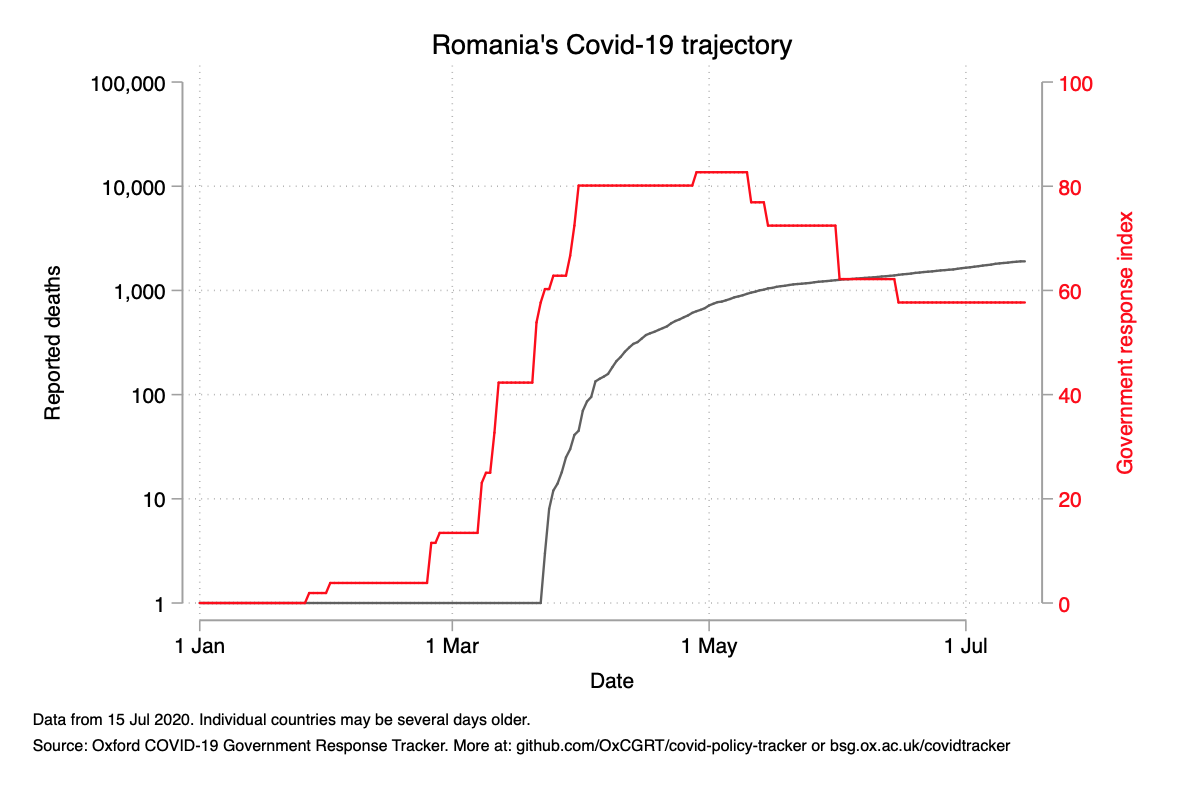 Romania's Covid-19 trajectory
100,000
10,000
1,000
100
10
1
Reported deaths
100
80
60
40
20
0
Government response index
1 Jan
1 Mar
1 May
1 Jul
Date
Data from 15 Jul 2020. Individual countries may be several days older.
Source: Oxford COVID-19 Government Response Tracker. More at: github.com/OxCGRT/covid-policy-tracker or bsg.ox.ac.uk/covidtracker